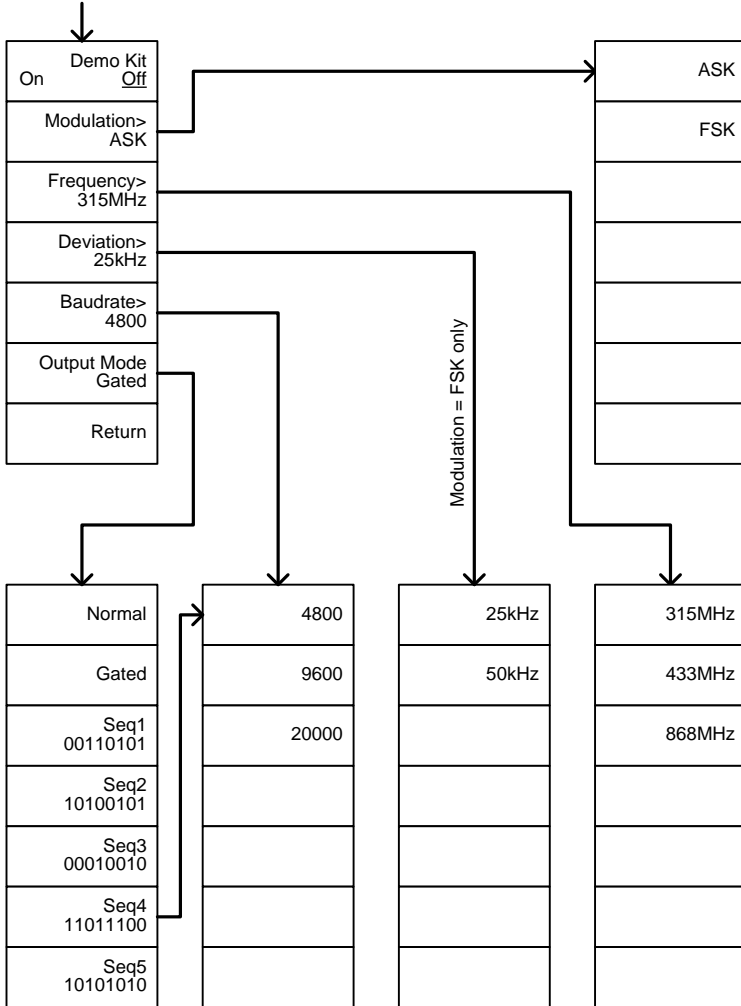 Demo Kit
On Off
Modulation>
ASK
Frequency>
315MHz
Deviation>
25kHz
Baudrate>
4800
Output Mode
Gated
Return
ASK
FSK
Modulation = FSK only
Normal
Gated
Seq1
00110101
Seq2
10100101
Seq3
00010010
Seq4
11011100
Seq5
10101010
4800
9600
20000
25kHz
50kHz
315MHz
433MHz
868MHz